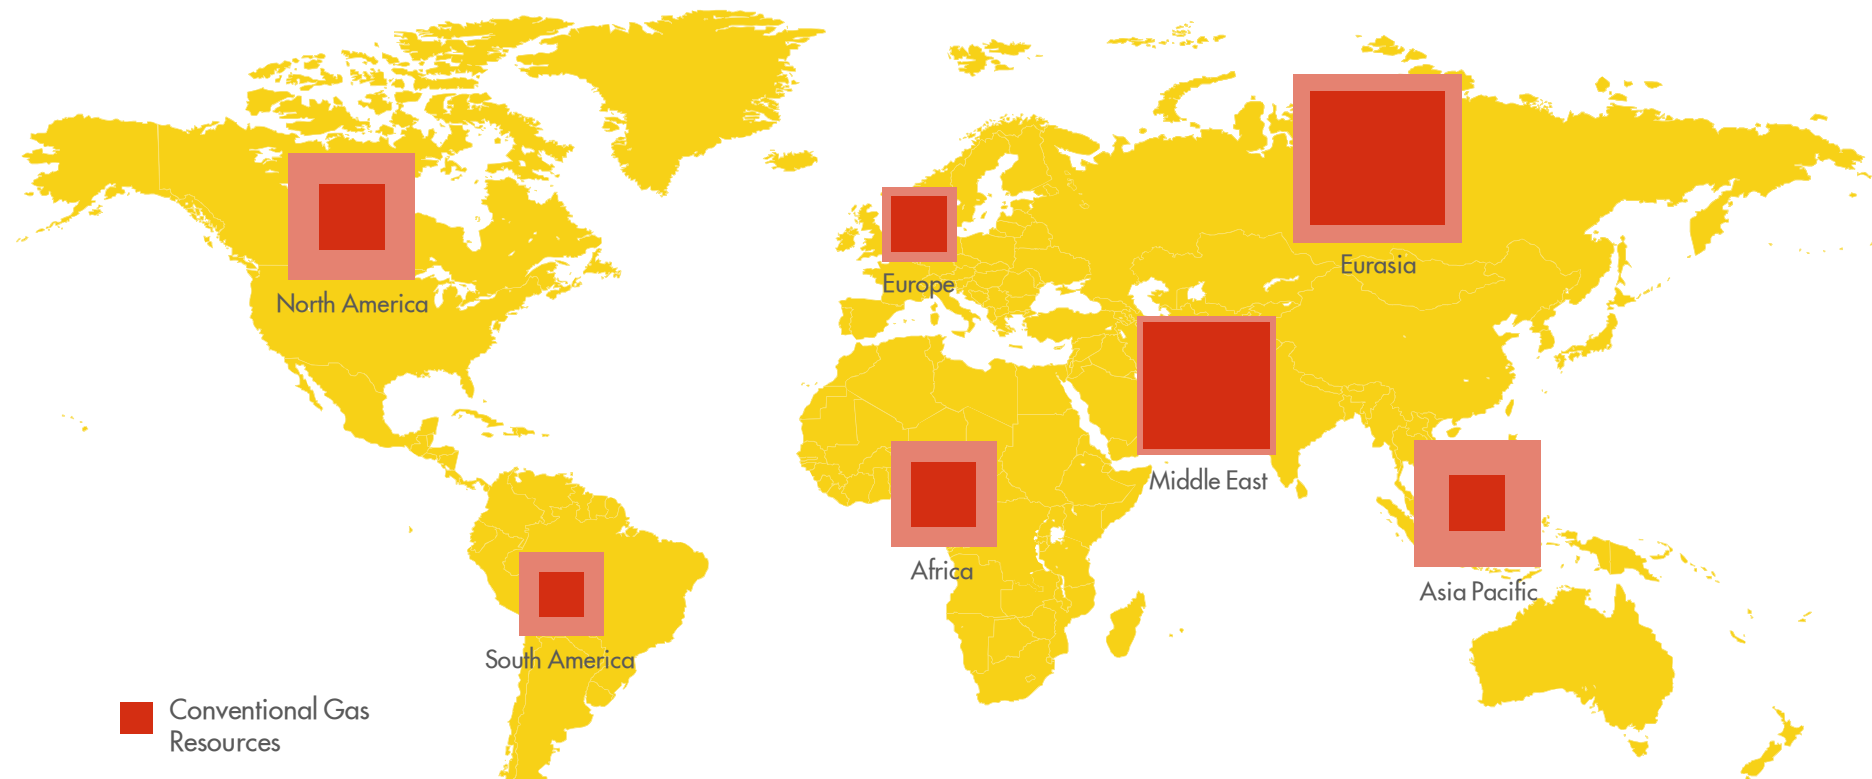 Eurasia
Europe
North America
Middle East
Africa
Asia Pacific
South America
Conventional Gas
Resources